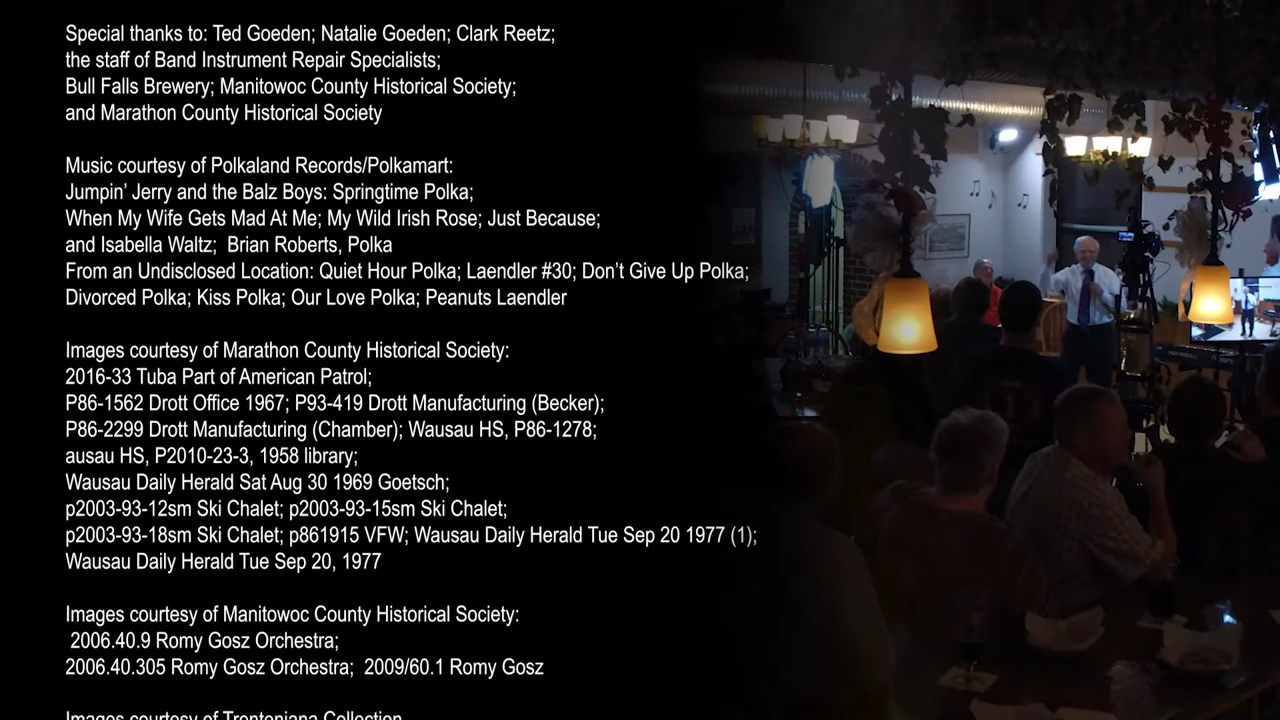 Special thanks to: Ted Goeden; Natalie Goeden; Clark Reetz;
the staff of Band Instrument Repair Specialists;
Bull Falls Brewery; Manitowoc County Historical Society;
and Marathon County Historical Society
Music courtesy of Polkaland Records/Polkamart:
Jumpin’ Jerry and the Balz Boys: Springtime Polka;
When My Wife Gets Mad At Me; My Wild Irish Rose; Just Because;
and Isabella Waltz;  Brian Roberts, Polka
From an Undisclosed Location: Quiet Hour Polka; Laendler #30; Don’t Give Up Polka;
Divorced Polka; Kiss Polka; Our Love Polka; Peanuts Laendler
Images courtesy of Marathon County Historical Society:
2016-33 Tuba Part of American Patrol;
P86-1562 Drott Office 1967; P93-419 Drott Manufacturing (Becker);
P86-2299 Drott Manufacturing (Chamber); Wausau HS, P86-1278;
ausau HS, P2010-23-3, 1958 library;
Wausau Daily Herald Sat Aug 30 1969 Goetsch;
p2003-93-12sm Ski Chalet; p2003-93-15sm Ski Chalet;
p2003-93-18sm Ski Chalet; p861915 VFW; Wausau Daily Herald Tue Sep 20 1977 (1);
Wausau Daily Herald Tue Sep 20, 1977
Images courtesy of Manitowoc County Historical Society:
2006.40.9 Romy Gosz Orchestra;
2006.40.305 Romy Gosz Orchestra;  2009/60.1 Romy Gosz
Images courtesy of Trentoniana Collection